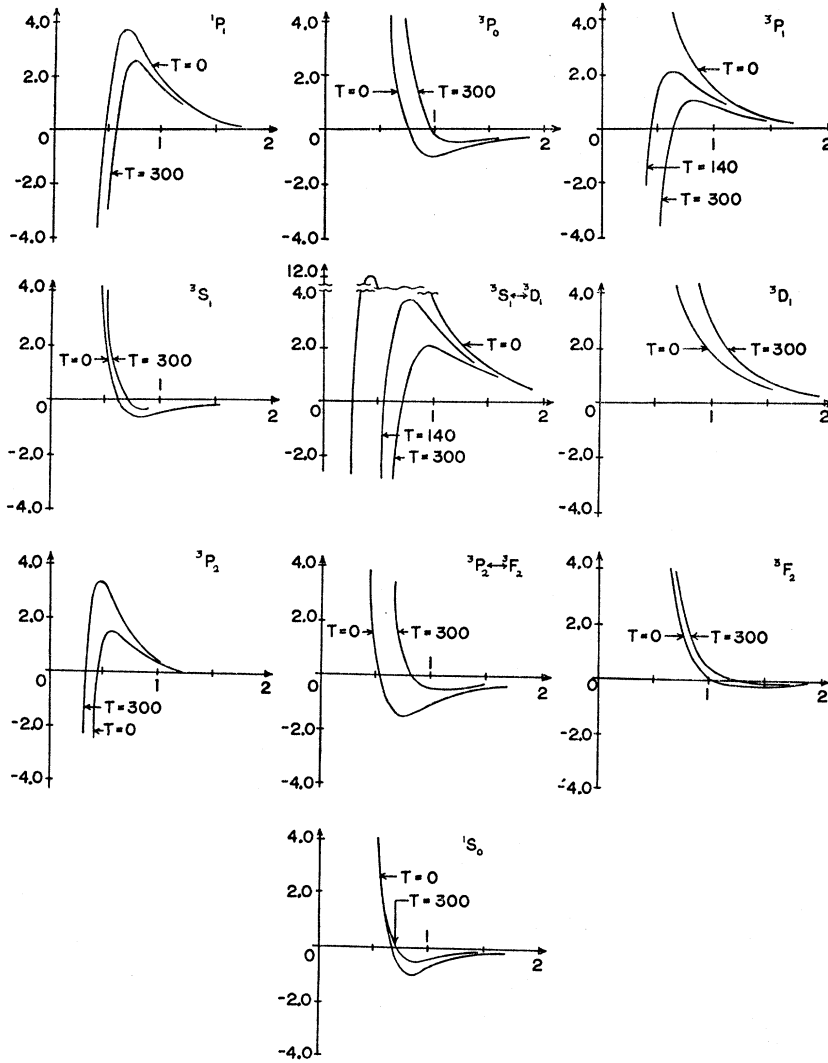 4.0 ¹P₁
2.0 T=0
0 1 2
-2.0 T=300
-4.0
4.0 ³P₀
2.0 T=0 T=300
0 1 2
-2.0
-4.0
4.0 ³P₁
2.0 T=0
0 1 2
-2.0 T=140
T=300
-4.0
4.0 ³S₁
2.0 T=0 T=300
0 1 2
-2.0
-4.0
12.0
4.0 ³S₁↔³D₁
2.0 T=0
0 1 2
T=140
-2.0 T=300
4.0 ³D₁
2.0 T=0 T=300
0 1 2
-2.0
-4.0
4.0 ³P₂
2.0
0 1 2
T=300
-2.0 T=0
-4.0
4.0 ³P₂↔³F₂
2.0 T=0 T=300
0 1 2
-2.0
-4.0
4.0 ³F₂
2.0 T=0 T=300
0 1 2
-2.0
-4.0
4.0 ¹S₀
T=0
2.0 T=300
0 1 2
-2.0
-4.0